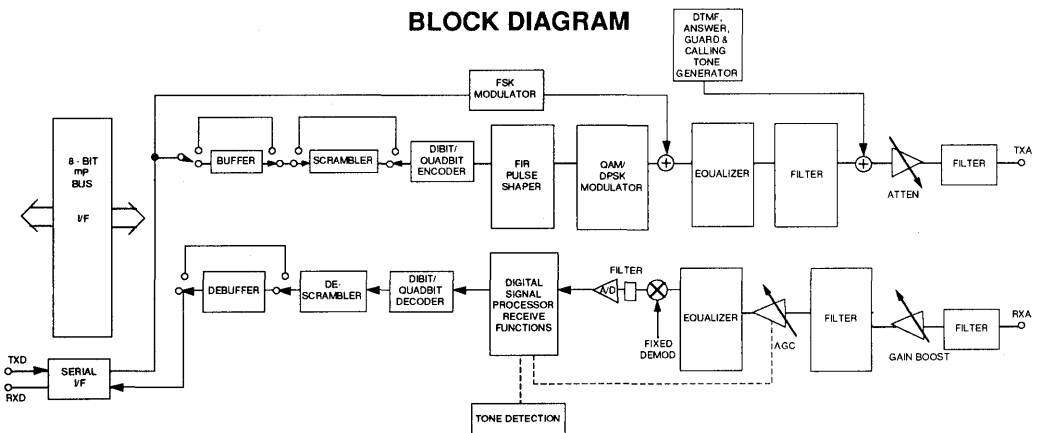 BLOCK DIAGRAM
DTMF,
ANSWER,
GUARD &
CALLING
TONE
GENERATOR
FSK
MODULATOR
8 - BIT
mP
BUS
I/F
BUFFER
SCRAMBLER
DIBIT/
QUADBIT
ENCODER
FIR
PULSE
SHAPER
QAM/
DPSK
MODULATOR
EQUALIZER
FILTER
ATTEN
FILTER
TXA
DEBUFFER
DE-
SCRAMBLER
DIBIT/
QUADBIT
DECODER
DIGITAL
SIGNAL
PROCESSOR
RECEIVE
FUNCTIONS
A/D
FILTER
FIXED
DEMOD
EQUALIZER
AGC
FILTER
GAIN BOOST
FILTER
RXA
TXD
RXD
SERIAL
I/F
TONE DETECTION